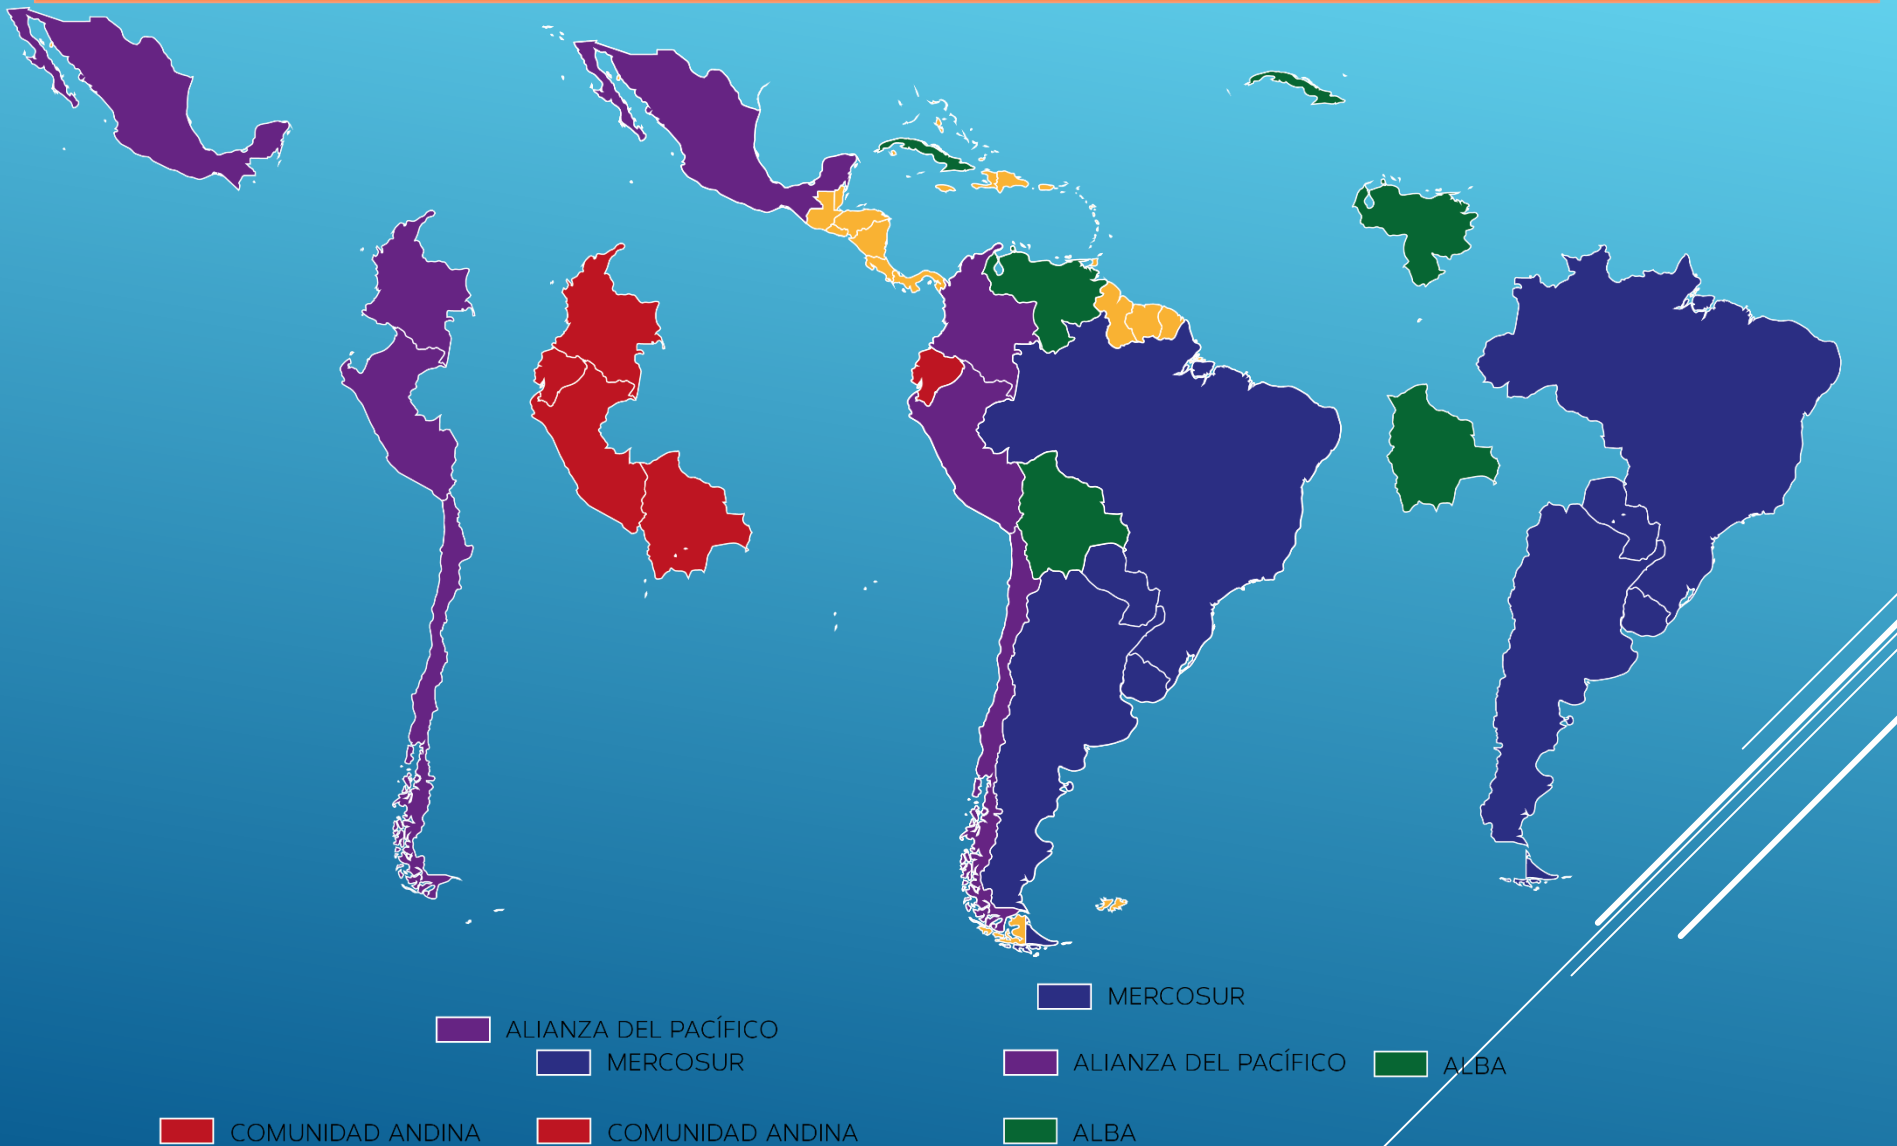 MERCOSUR
ALIANZA DEL PACÍFICO
MERCOSUR
ALIANZA DEL PACÍFICO
ALBA
COMUNIDAD ANDINA
COMUNIDAD ANDINA
ALBA